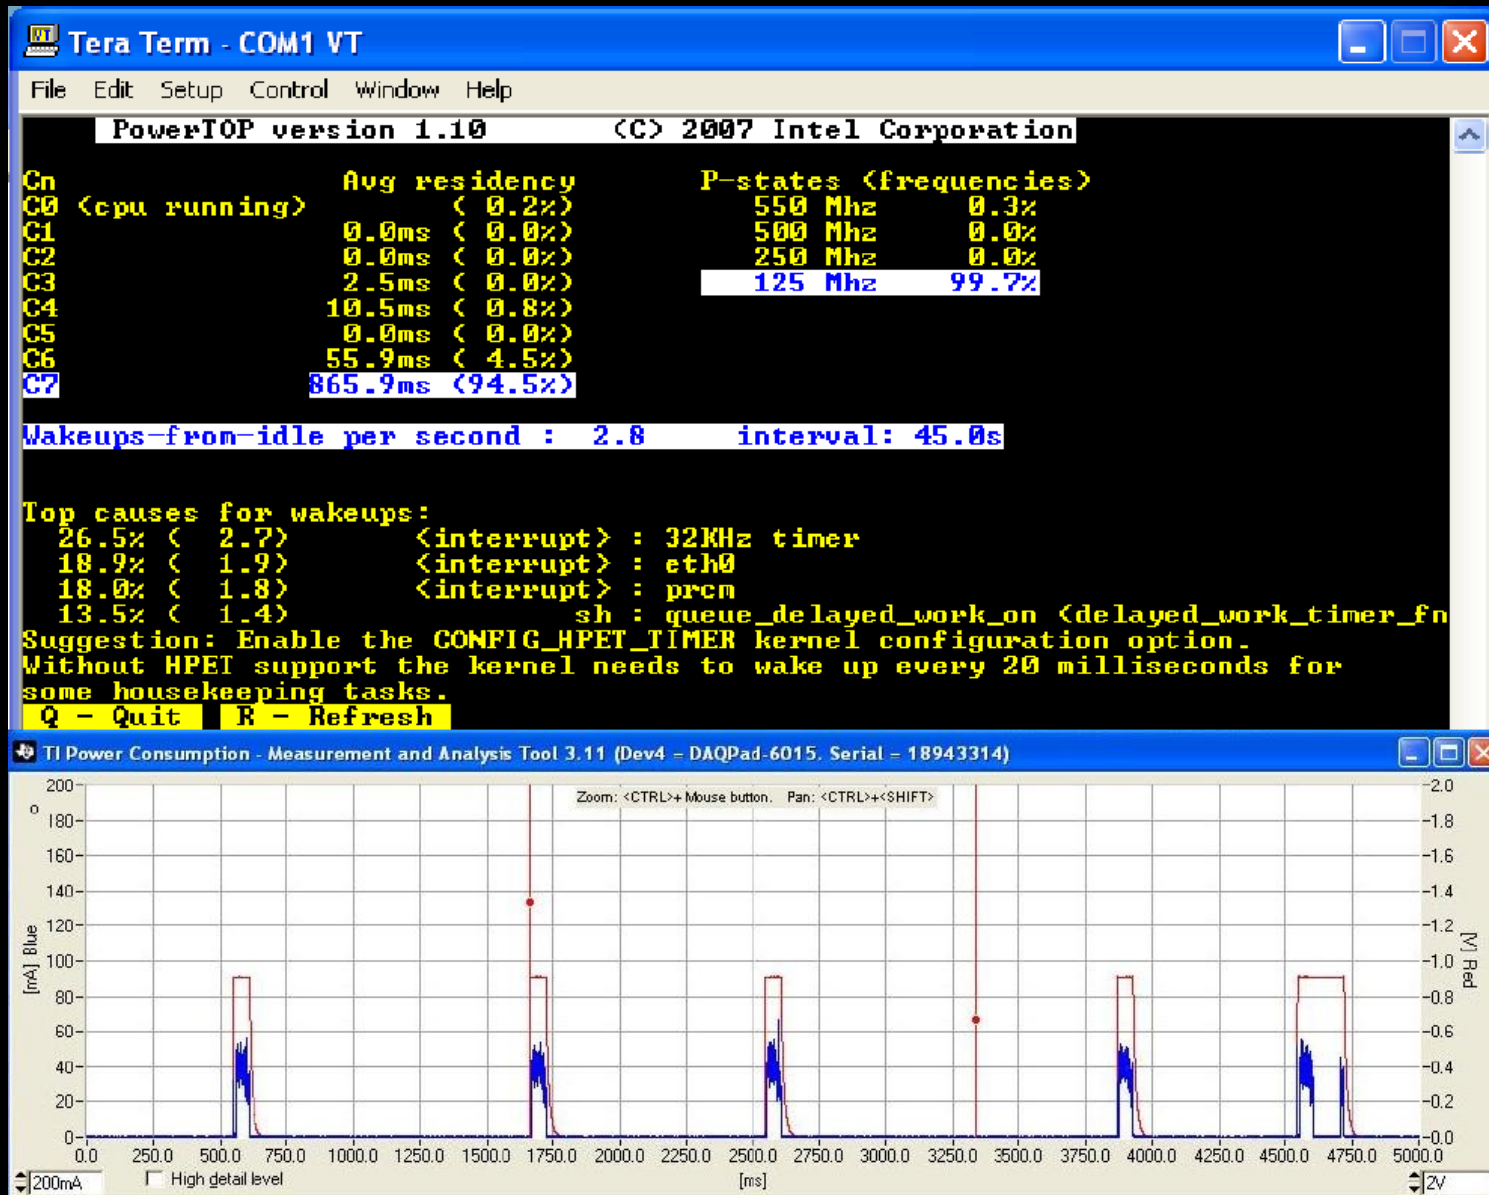 Tera Term - COM1 VT
File Edit Setup Control Window Help
PowerTOP version 1.10 (C) 2007 Intel Corporation
Cn Avg residency P-states (frequencies)
C0 (cpu running) ( 0.2%) 550 Mhz 0.3%
C1 0.0ms ( 0.0%) 500 Mhz 0.0%
C2 0.0ms ( 0.0%) 250 Mhz 0.0%
C3 2.5ms ( 0.0%) 125 Mhz 99.7%
C4 10.5ms ( 0.8%)
C5 0.0ms ( 0.0%)
C6 55.9ms ( 4.5%)
C7 865.9ms (94.5%)
Wakeups-from-idle per second : 2.8 interval: 45.0s
Top causes for wakeups:
26.5% ( 2.7) <interrupt> : 32KHz timer
18.9% ( 1.9) <interrupt> : eth0
18.0% ( 1.8) <interrupt> : prcm
13.5% ( 1.4) sh : queue_delayed_work_on (delayed_work_timer_fn
Suggestion: Enable the CONFIG_HPET_TIMER kernel configuration option.
Without HPET support the kernel needs to wake up every 20 milliseconds for
some housekeeping tasks.
Q - Quit R - Refresh
TI Power Consumption - Measurement and Analysis Tool 3.11 (Dev4 = DAQPad-6015. Serial = 18943314)
Zoom: <CTRL>+ Mouse button. Pan: <CTRL>+<SHIFT>
200 2.0
180 1.8
160 1.6
140 1.4
120 1.2
100 1.0
80 0.8
60 0.6
40 0.4
20 0.2
0 0.0
[mA] Blue
[V] Red
0.0 250.0 500.0 750.0 1000.0 1250.0 1500.0 1750.0 2000.0 2250.0 2500.0 2750.0 3000.0 3250.0 3500.0 3750.0 4000.0 4250.0 4500.0 4750.0 5000.0
200mA High detail level [ms] 2V